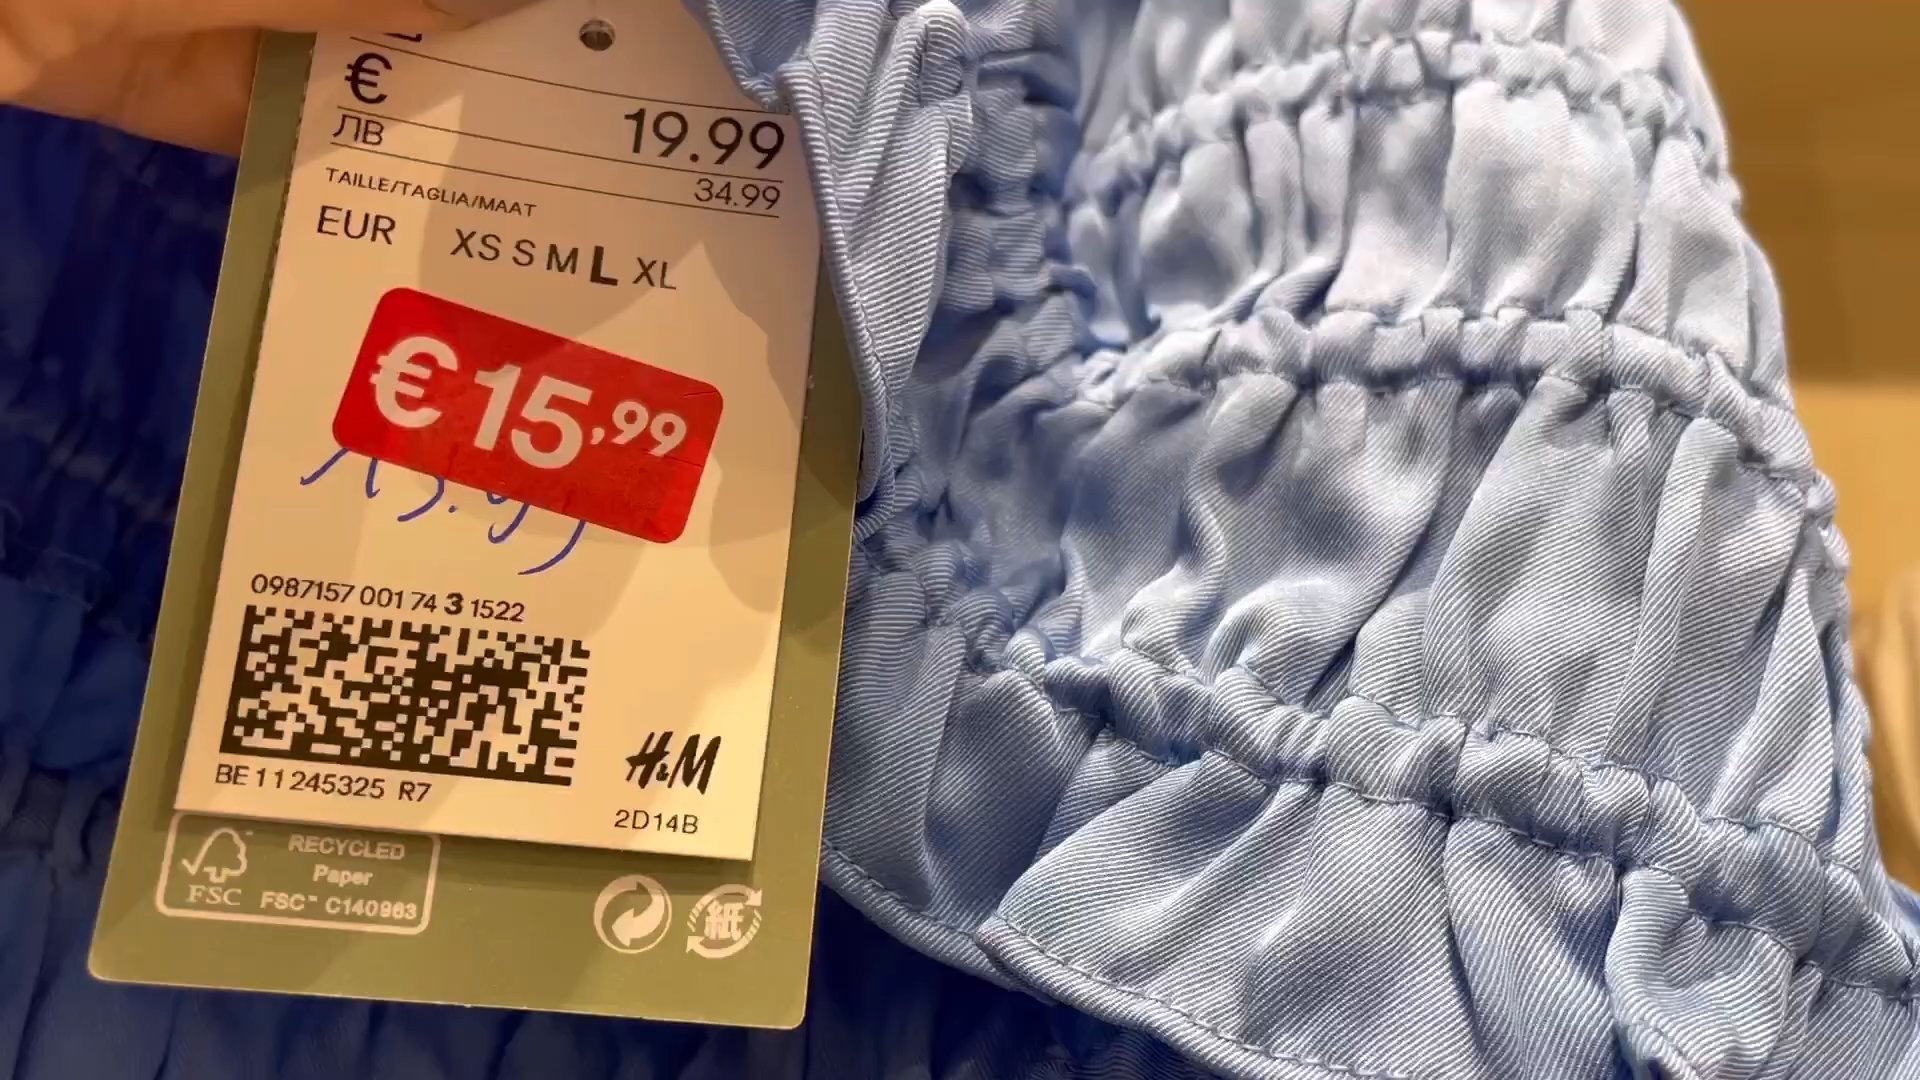 € 19.99
ЛВ 34.99
TAILLE/TAGLIA/MAAT
EUR XS S M L XL
€15,99
0987157 001 74 3 1522
BE 11245325 R7
H&M
2D14B
FSC
RECYCLED
Paper
FSC™ C140963
紙